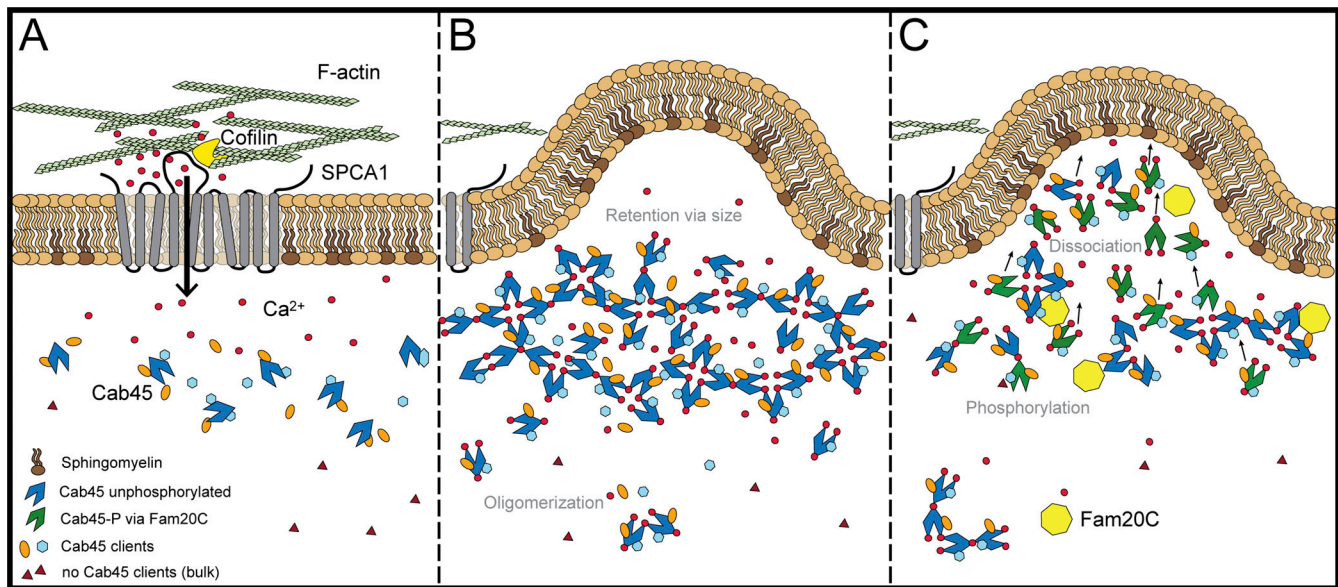 A
F-actin
Cofilin
SPCA1
Ca2+
Cab45
Sphingomyelin
Cab45 unphosphorylated
Cab45-P via Fam20C
Cab45 clients
no Cab45 clients (bulk)
B
Retention via size
Oligomerization
C
Dissociation
Phosphorylation
Fam20C